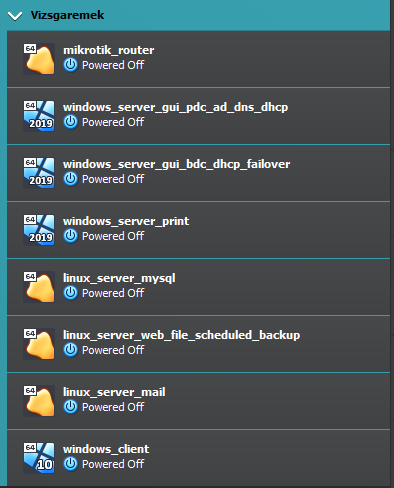 Vizsgaremek
64
mikrotik_router
Powered Off
64
2019
windows_server_gui_pdc_ad_dns_dhcp
Powered Off
64
2019
windows_server_gui_bdc_dhcp_failover
Powered Off
64
2019
windows_server_print
Powered Off
64
linux_server_mysql
Powered Off
64
linux_server_web_file_scheduled_backup
Powered Off
64
linux_server_mail
Powered Off
64
10
windows_client
Powered Off